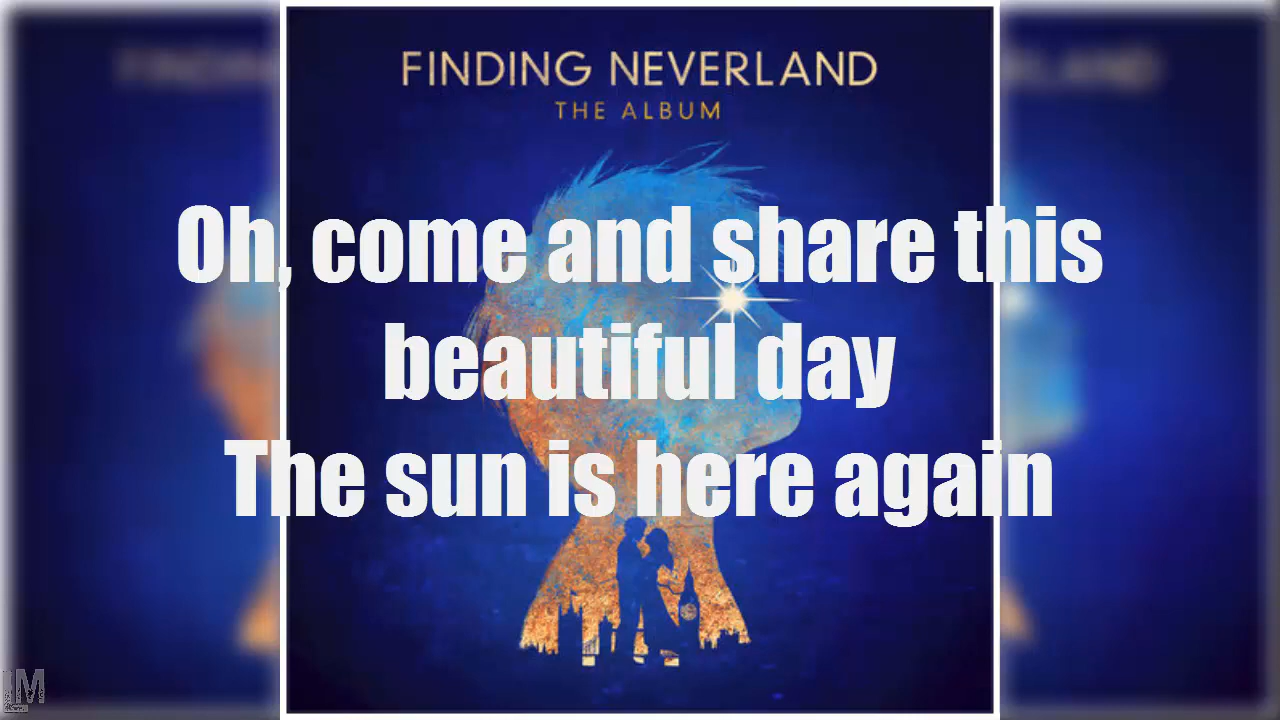 FINDING NEVERLAND
THE ALBUM
Oh, come and share this
beautiful day
The sun is here again